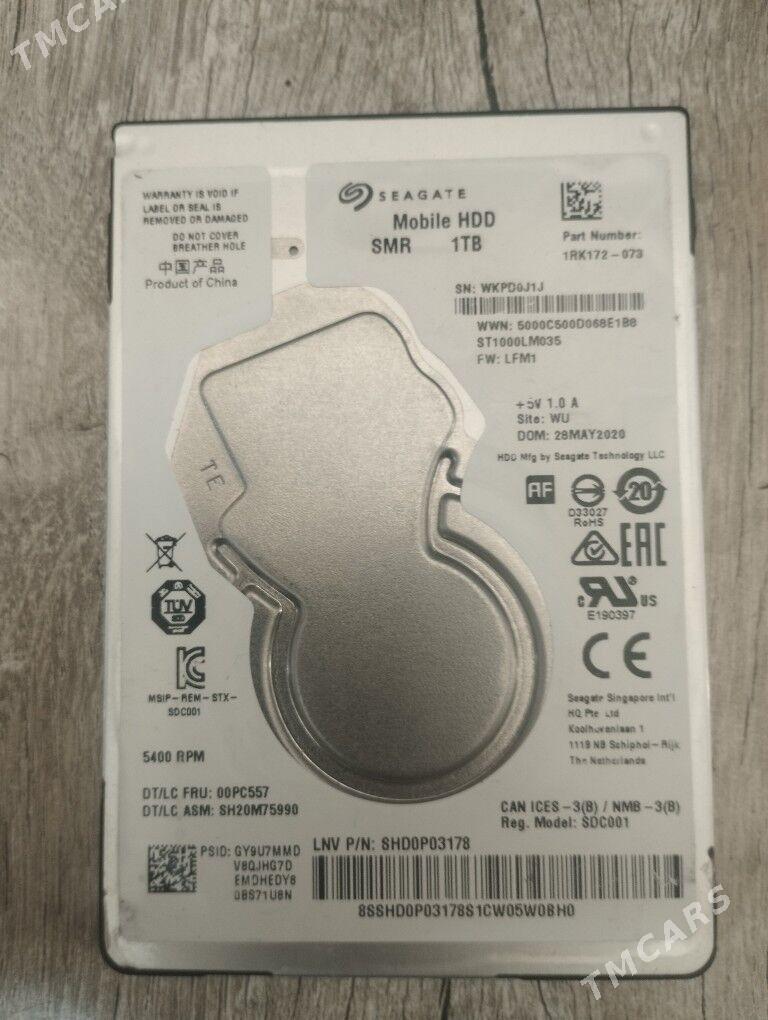 TMCARS
WARRANTY IS VOID IF
LABEL OR SEAL IS
REMOVED OR DAMAGED
DO NOT COVER
BREATHER HOLE
中国产品
Product of China
SEAGATE
Mobile HDD
SMR 1TB
Part Number:
1RK172-073
SN: WKPD0J1J
WWN: 5000C500D068E1B8
ST1000LM035
FW: LFM1
+5V 1.0 A
Site: WU
DOM: 28MAY2020
HDD Mfg by Seagate Technology LLC
TE
AF
20
D33027
RoHS
EAC
c UR US
E190397
CE
TÜV
SÜD
MSIP-REM-STX-
SDC001
Seagate Singapore Int'l
HQ Pte Ltd
Koolhovenlaan 1
1119 NB Schiphol-Rijk
The Netherlands
5400 RPM
DT/LC FRU: 00PC557
DT/LC ASM: SH20M75990
CAN ICES-3(B) / NMB-3(B)
Reg. Model: SDC001
PSID: GY9U7MMD
V8QJHG7D
EMDHEDY8
0BS71U8N
LNV P/N: SHD0P03178
8SSHD0P03178S1CW05W0BH0
TMCARS